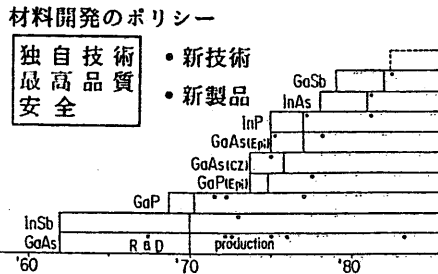 材料開発のポリシー
独自技術
最高品質
安全
• 新技術
• 新製品
GaSb
InAs
InP
GaAs(Epi)
GaAs(CZ)
GaP(Epi)
GaP
InSb
GaAs
R & D
production
'60
'70
'80